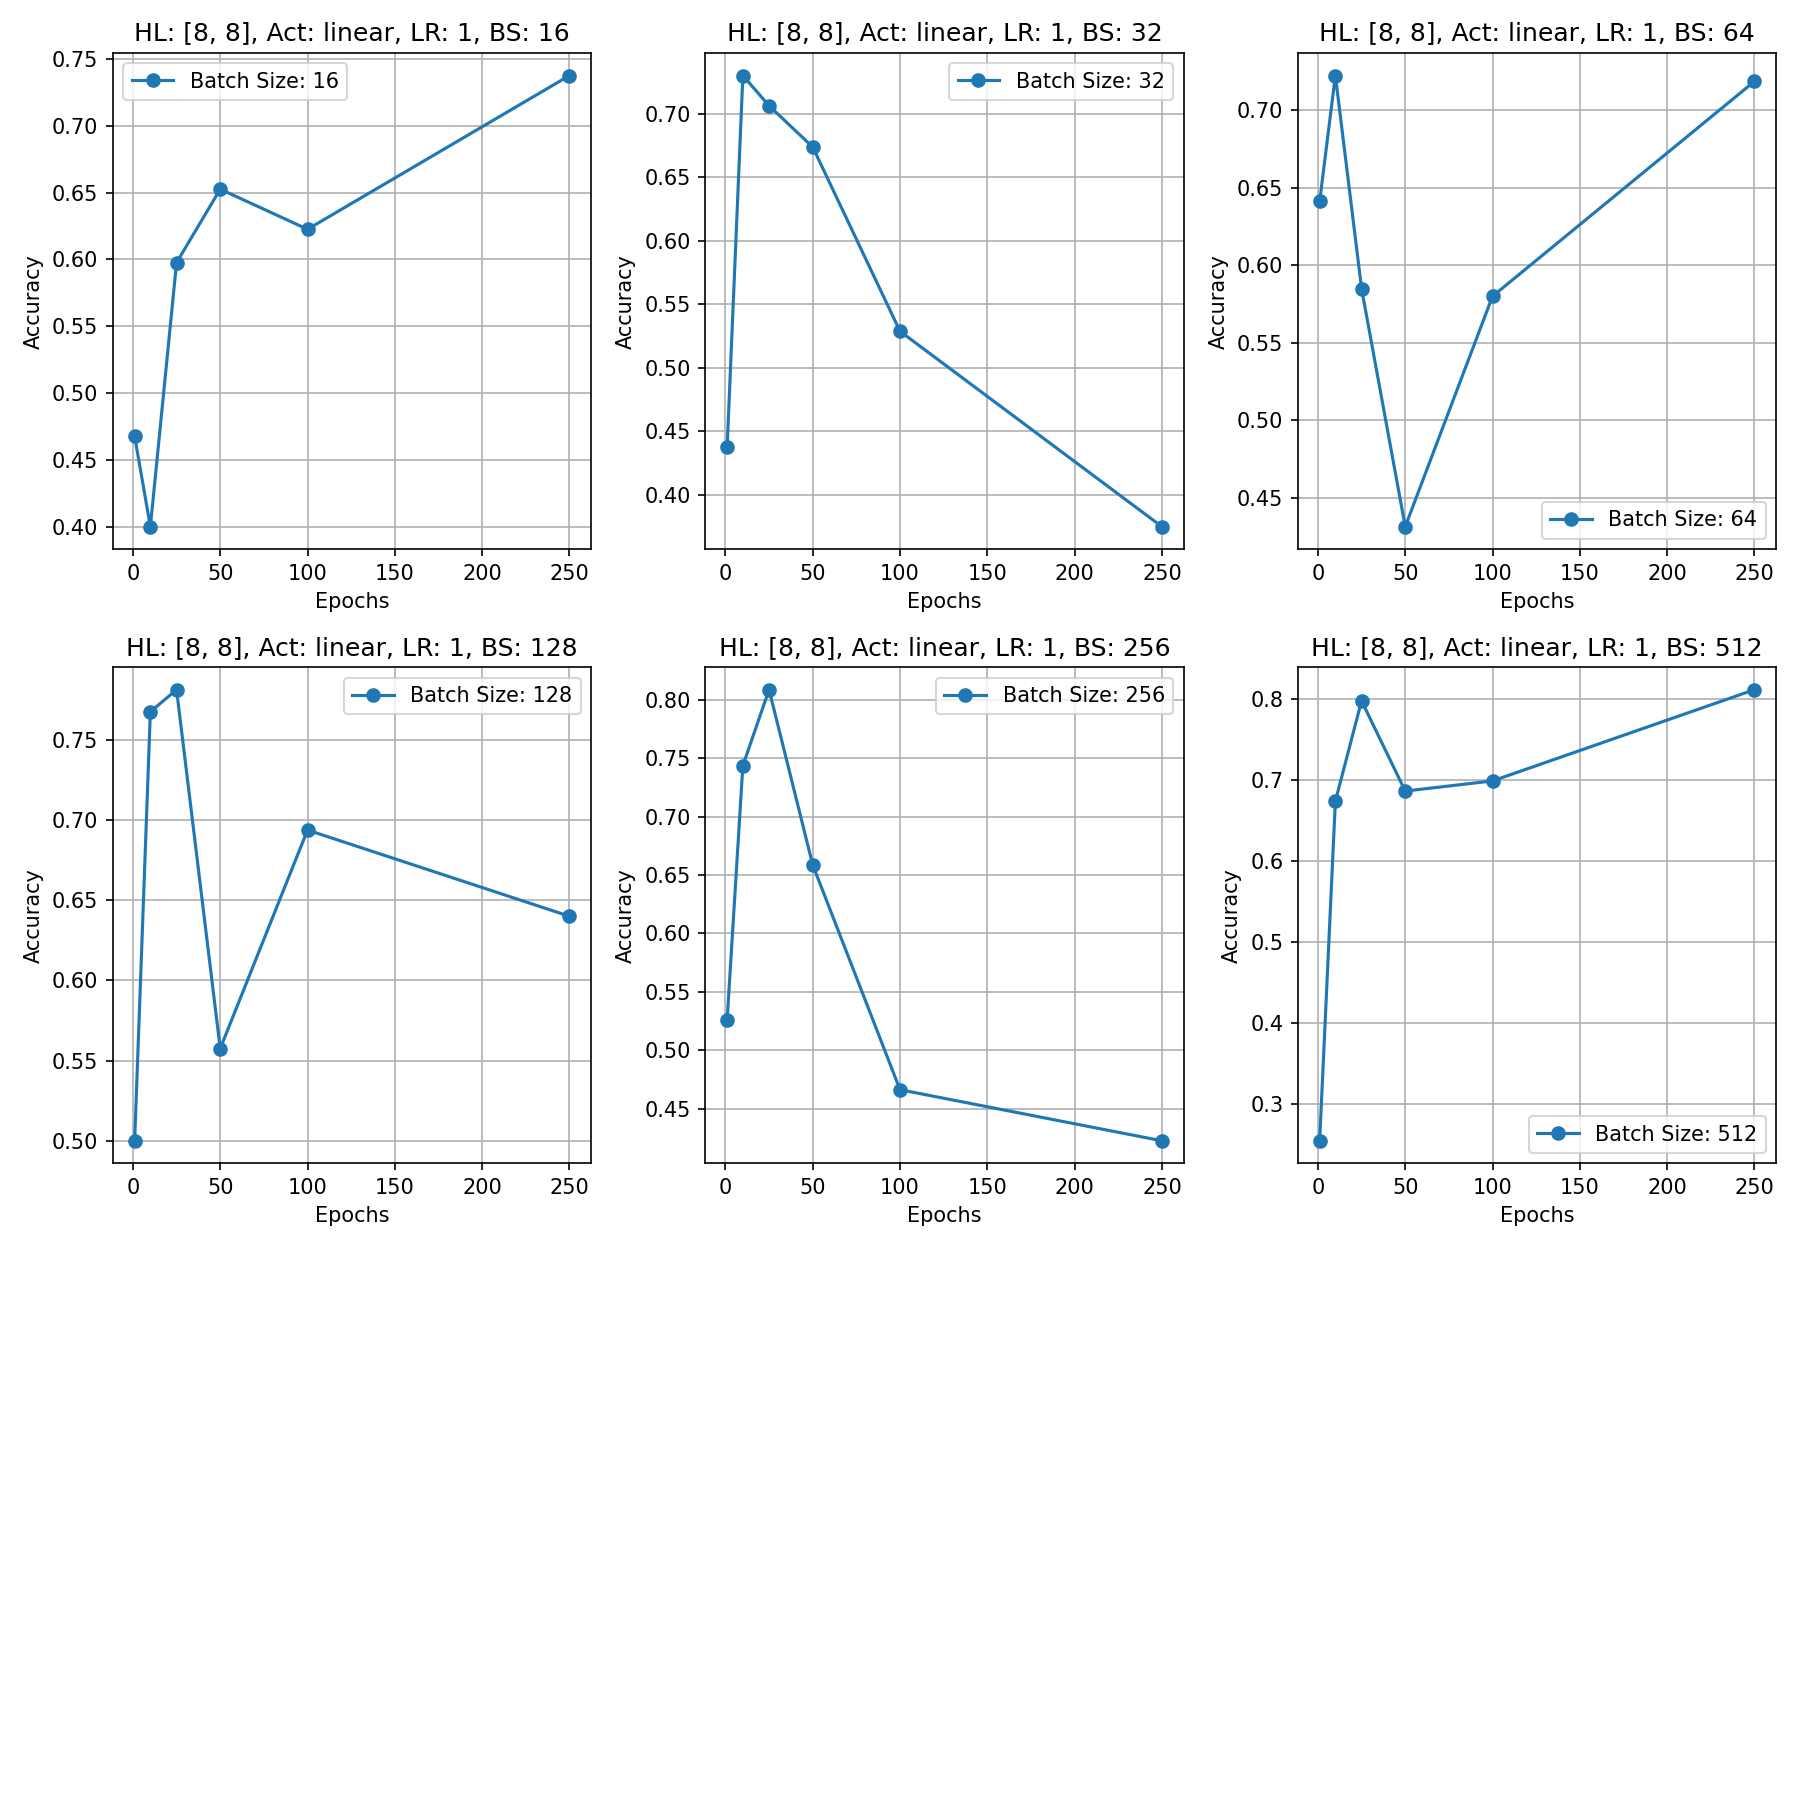 HL: [8, 8], Act: linear, LR: 1, BS: 16
Batch Size: 16
0.75
0.70
0.65
0.60
0.55
0.50
0.45
0.40
Accuracy
0 50 100 150 200 250
Epochs
HL: [8, 8], Act: linear, LR: 1, BS: 32
Batch Size: 32
0.70
0.65
0.60
0.55
0.50
0.45
0.40
Accuracy
0 50 100 150 200 250
Epochs
HL: [8, 8], Act: linear, LR: 1, BS: 64
0.70
0.65
0.60
0.55
0.50
0.45
Accuracy
Batch Size: 64
0 50 100 150 200 250
Epochs
HL: [8, 8], Act: linear, LR: 1, BS: 128
Batch Size: 128
0.75
0.70
0.65
0.60
0.55
0.50
Accuracy
0 50 100 150 200 250
Epochs
HL: [8, 8], Act: linear, LR: 1, BS: 256
Batch Size: 256
0.80
0.75
0.70
0.65
0.60
0.55
0.50
0.45
Accuracy
0 50 100 150 200 250
Epochs
HL: [8, 8], Act: linear, LR: 1, BS: 512
0.8
0.7
0.6
0.5
0.4
0.3
Accuracy
Batch Size: 512
0 50 100 150 200 250
Epochs